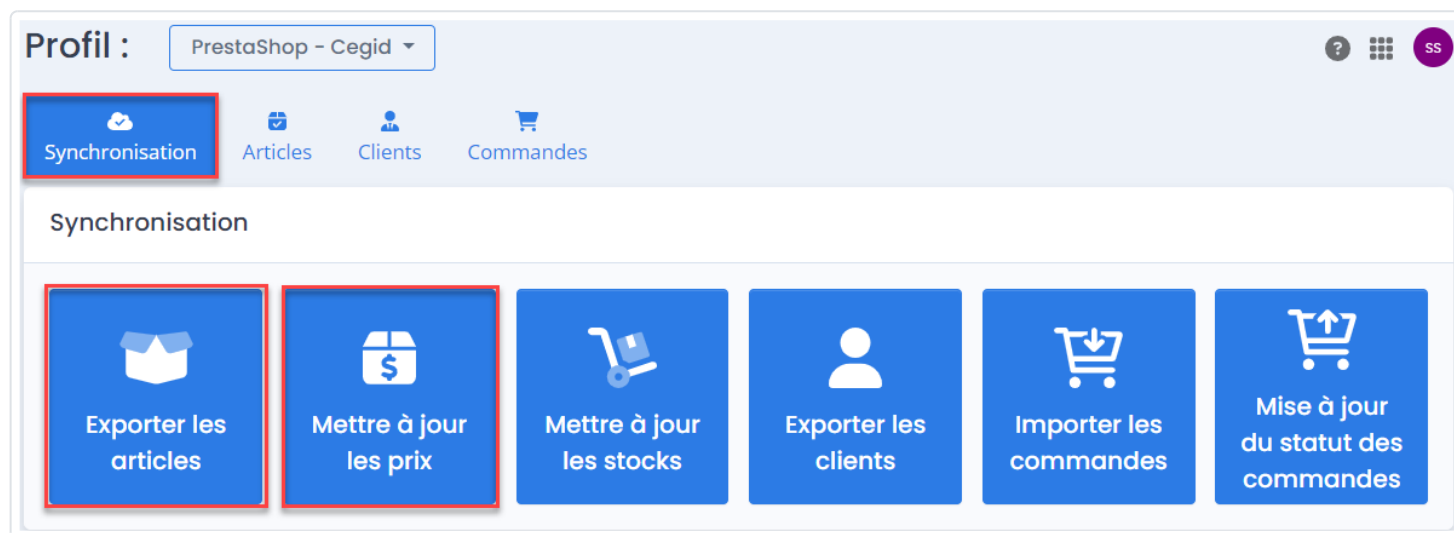 Profil :
PrestaShop - Cegid
SS
Synchronisation
Articles
Clients
Commandes
Synchronisation
Exporter les
articles
Mettre à jour
les prix
Mettre à jour
les stocks
Exporter les
clients
Importer les
commandes
Mise à jour
du statut des
commandes